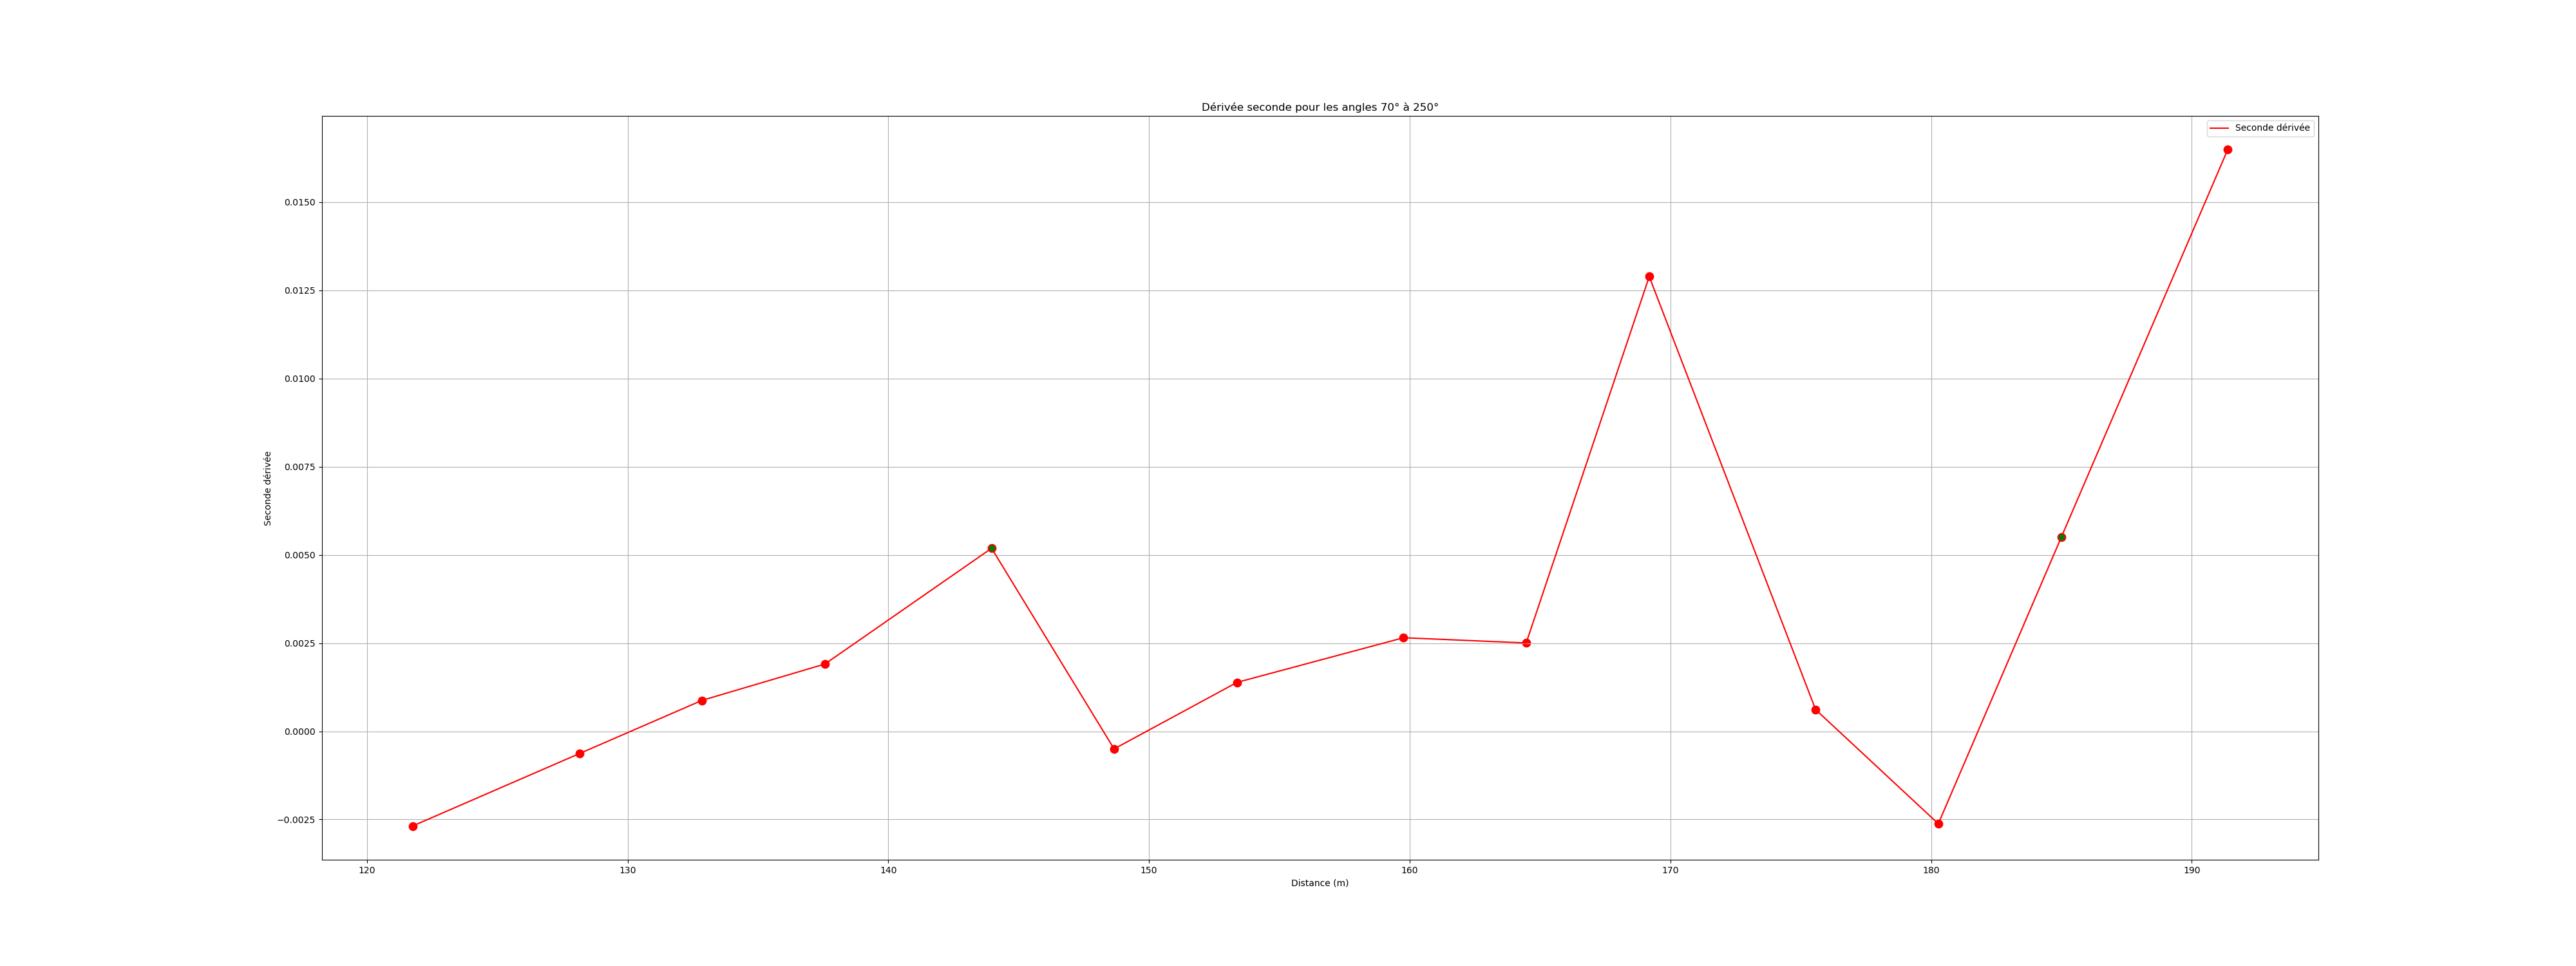 Dérivée seconde pour les angles 70° à 250°
Seconde dérivée
0.0150
0.0125
0.0100
0.0075
0.0050
0.0025
0.0000
−0.0025
Seconde dérivée
120 130 140 150 160 170 180 190
Distance (m)